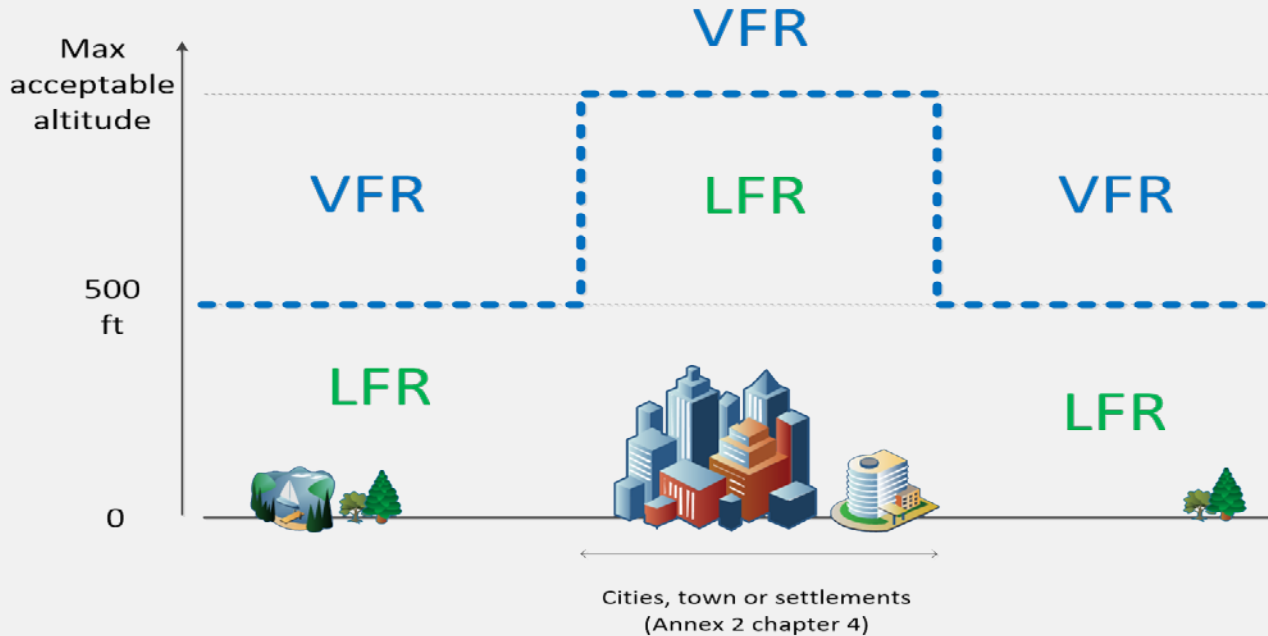 VFR
Max
acceptable
altitude
VFR
LFR
VFR
500
ft
LFR
LFR
0
Cities, town or settlements
(Annex 2 chapter 4)